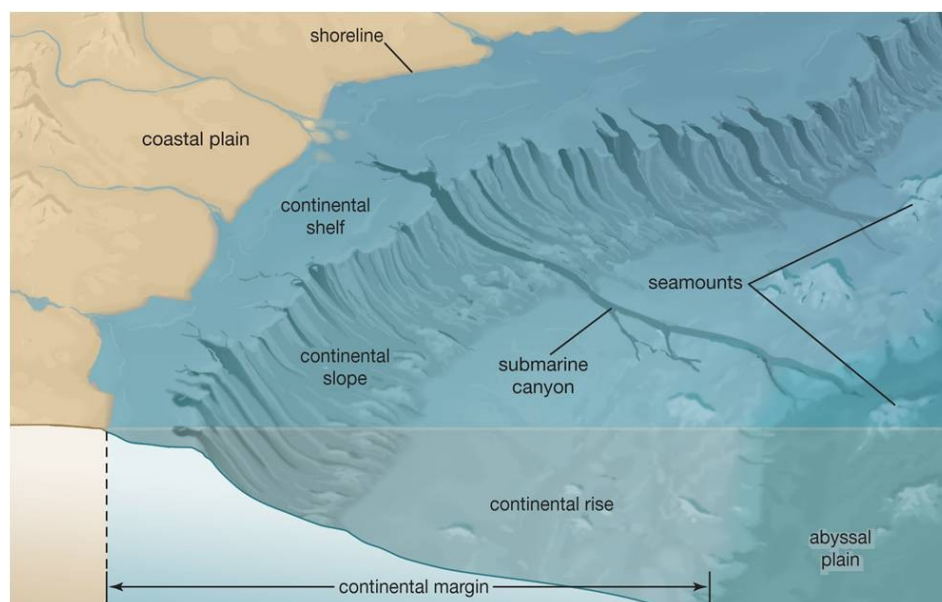 shoreline
coastal plain
continental
shelf
seamounts
continental
slope
submarine
canyon
continental rise
abyssal
plain
continental margin